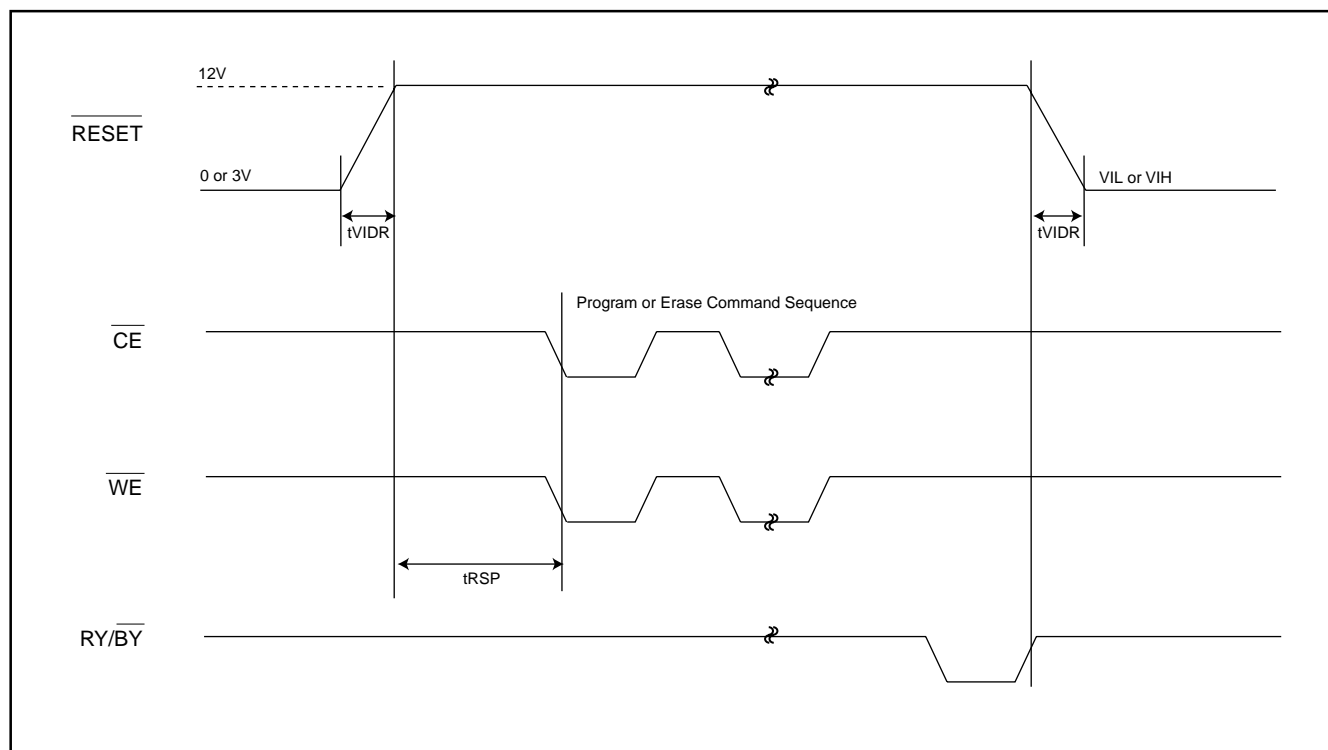 12V
RESET
0 or 3V
VIL or VIH
tVIDR
tVIDR
Program or Erase Command Sequence
CE
WE
tRSP
RY/BY